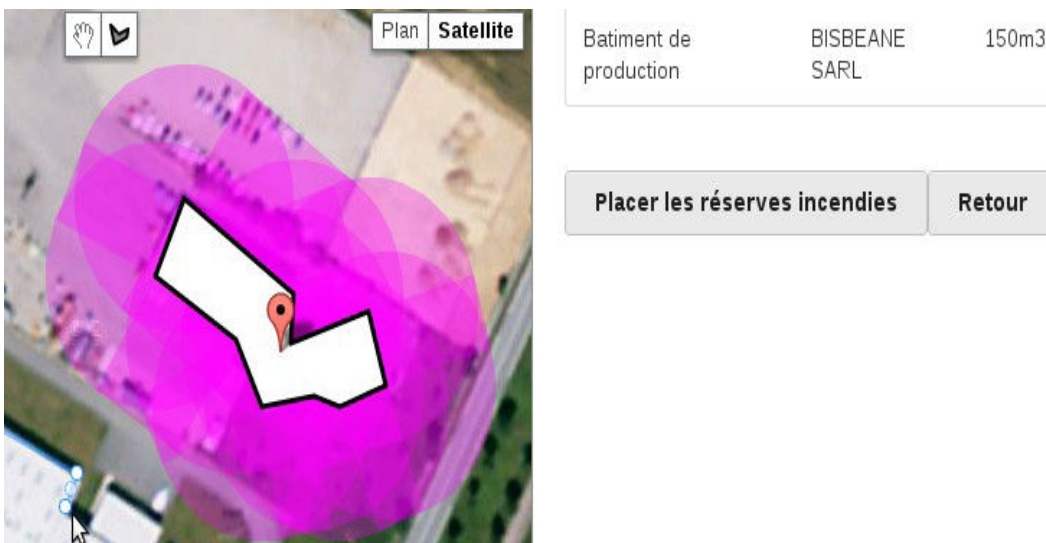 Plan Satellite
Batiment de BISBEANE 150m3
production SARL
Placer les réserves incendies Retour